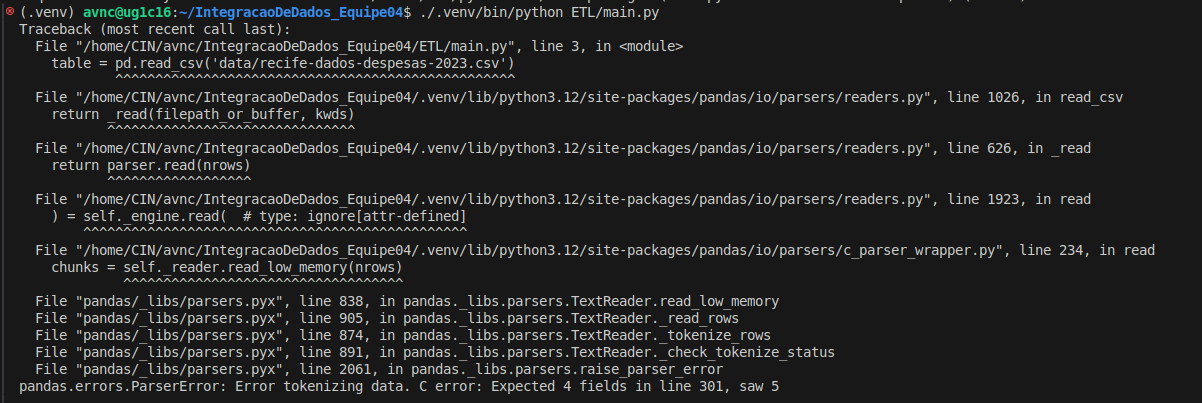 (.venv) avnc@ug1c16:~/IntegracaoDeDados_Equipe04$ ./.venv/bin/python ETL/main.py
Traceback (most recent call last):
  File "/home/CIN/avnc/IntegracaoDeDados_Equipe04/ETL/main.py", line 3, in <module>
    table = pd.read_csv('data/recife-dados-despesas-2023.csv')
            ^^^^^^^^^^^^^^^^^^^^^^^^^^^^^^^^^^^^^^^^^^^^^^^^^^
  File "/home/CIN/avnc/IntegracaoDeDados_Equipe04/.venv/lib/python3.12/site-packages/pandas/io/parsers/readers.py", line 1026, in read_csv
    return _read(filepath_or_buffer, kwds)
           ^^^^^^^^^^^^^^^^^^^^^^^^^^^^^^^
  File "/home/CIN/avnc/IntegracaoDeDados_Equipe04/.venv/lib/python3.12/site-packages/pandas/io/parsers/readers.py", line 626, in _read
    return parser.read(nrows)
           ^^^^^^^^^^^^^^^^^^
  File "/home/CIN/avnc/IntegracaoDeDados_Equipe04/.venv/lib/python3.12/site-packages/pandas/io/parsers/readers.py", line 1923, in read
    ) = self._engine.read(  # type: ignore[attr-defined]
        ^^^^^^^^^^^^^^^^^^^^^^^^^^^^^^^^^^^^^^^^^^^^^^^^
  File "/home/CIN/avnc/IntegracaoDeDados_Equipe04/.venv/lib/python3.12/site-packages/pandas/io/parsers/c_parser_wrapper.py", line 234, in read
    chunks = self._reader.read_low_memory(nrows)
             ^^^^^^^^^^^^^^^^^^^^^^^^^^^^^^^^^^^
  File "pandas/_libs/parsers.pyx", line 838, in pandas._libs.parsers.TextReader.read_low_memory
  File "pandas/_libs/parsers.pyx", line 905, in pandas._libs.parsers.TextReader._read_rows
  File "pandas/_libs/parsers.pyx", line 874, in pandas._libs.parsers.TextReader._tokenize_rows
  File "pandas/_libs/parsers.pyx", line 891, in pandas._libs.parsers.TextReader._check_tokenize_status
  File "pandas/_libs/parsers.pyx", line 2061, in pandas._libs.parsers.raise_parser_error
pandas.errors.ParserError: Error tokenizing data. C error: Expected 4 fields in line 301, saw 5